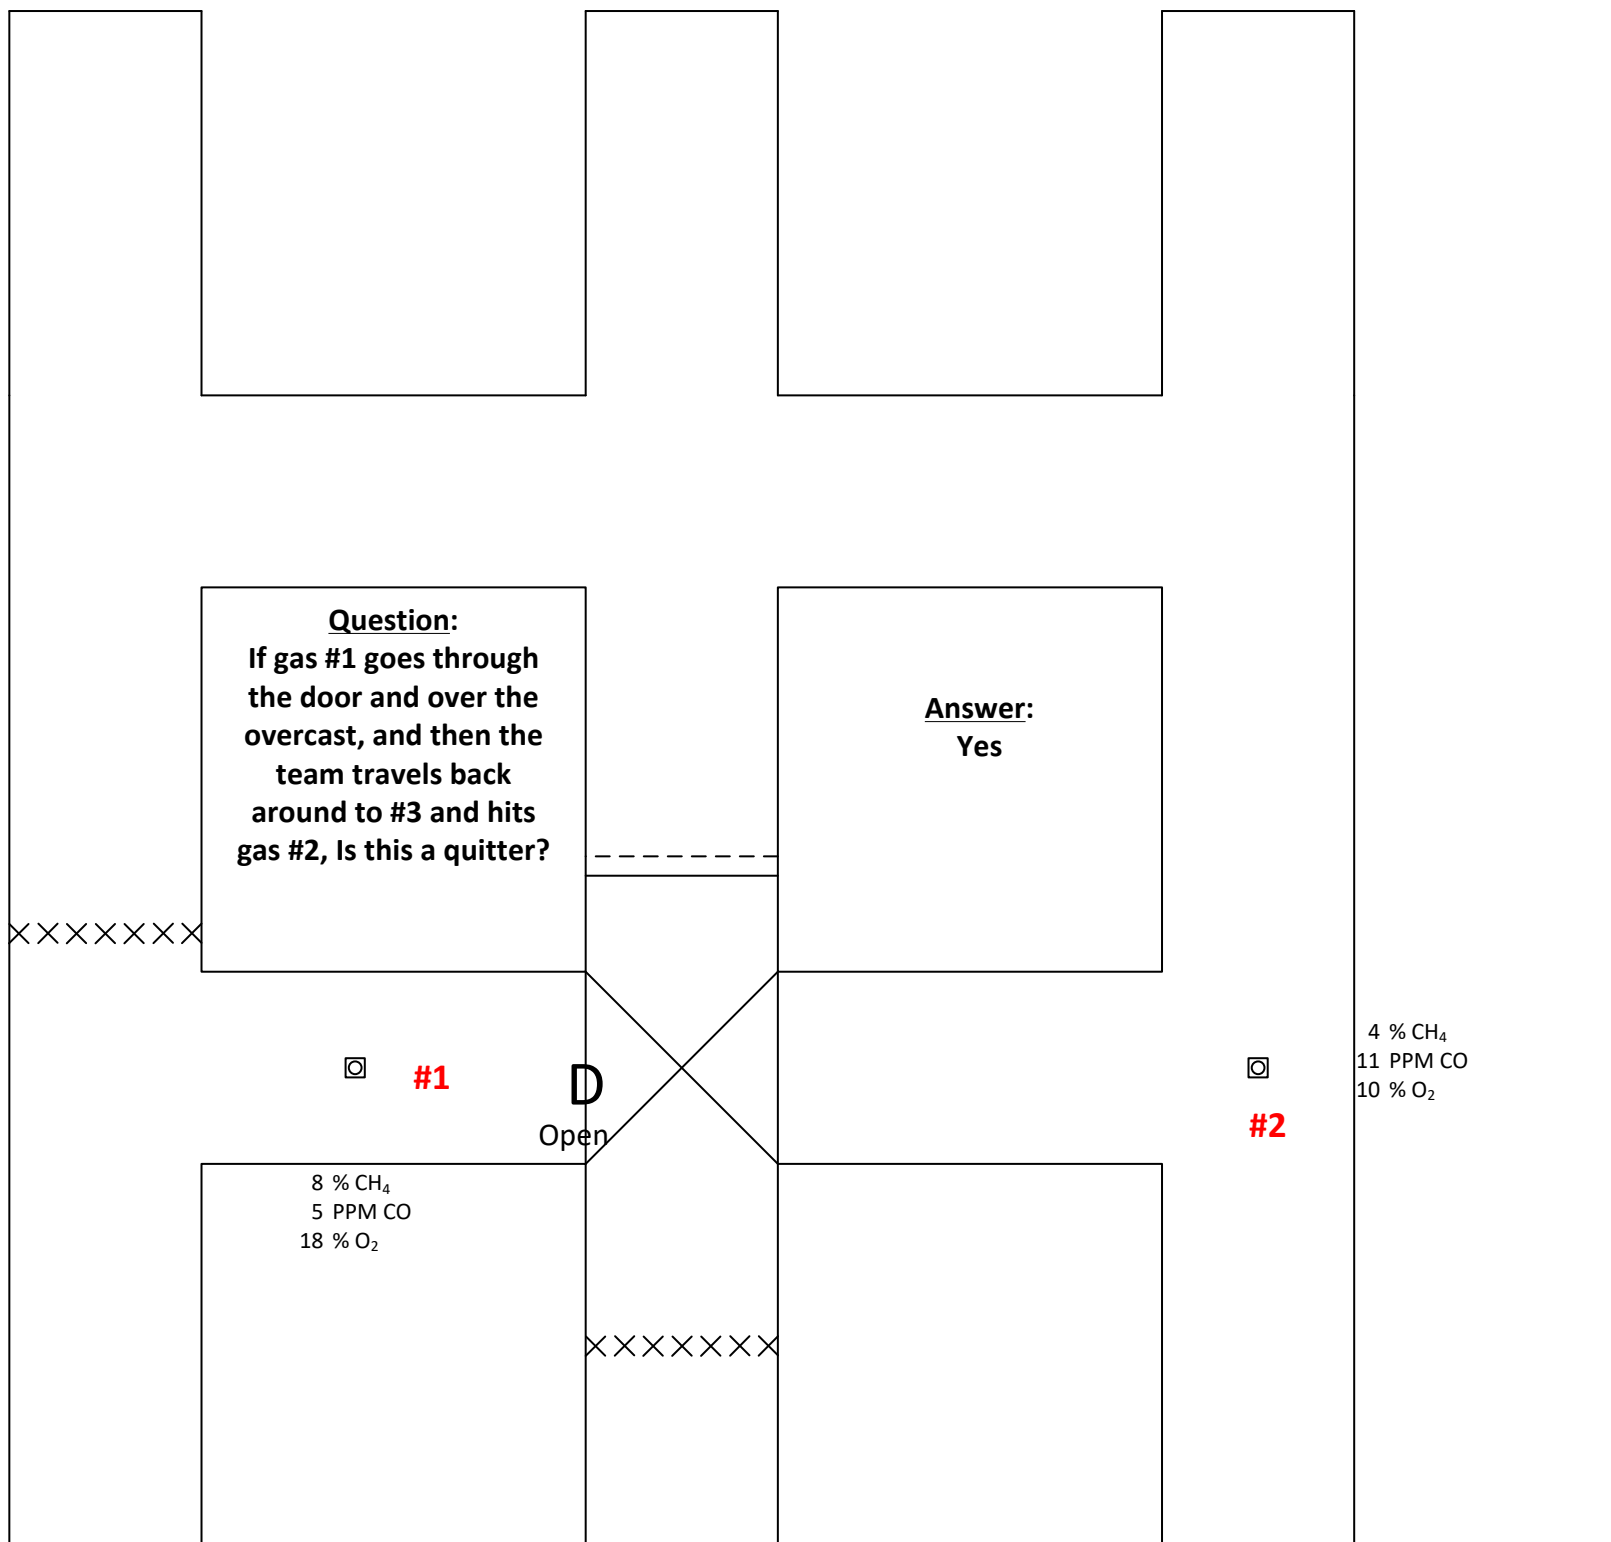 Question:
If gas #1 goes through
the door and over the
overcast, and then the
team travels back
around to #3 and hits
gas #2, Is this a quitter?
Answer:
Yes
4 % CH₄
11 PPM CO
10 % O₂
#1
D
Open
#2
8 % CH₄
5 PPM CO
18 % O₂